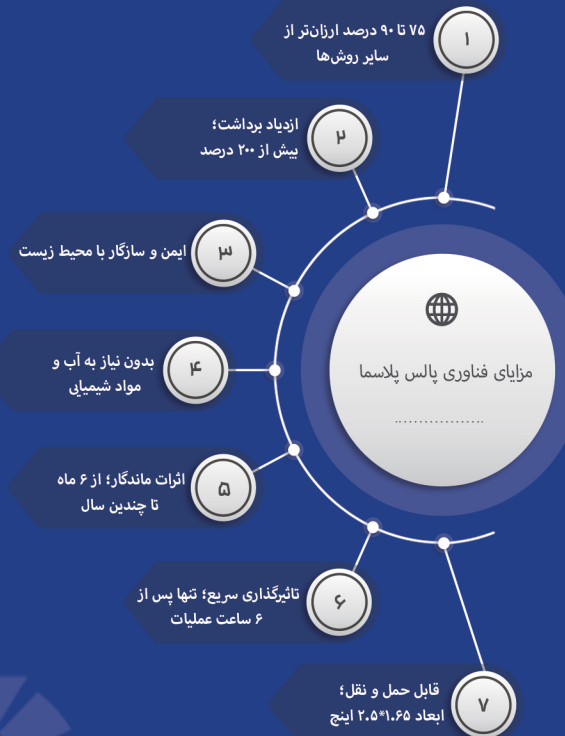 مزایای فناوری پالس پلاسما
.................
۱
۷۵ تا ۹۰ درصد ارزان‌تر از
سایر روش‌ها
۲
ازدیاد برداشت؛
بیش از ۲۰۰ درصد
۳
ایمن و سازگار با محیط زیست
۴
بدون نیاز به آب و
مواد شیمیایی
۵
اثرات ماندگار؛ از ۶ ماه
تا چندین سال
۶
تاثیرگذاری سریع؛ تنها پس از
۶ ساعت عملیات
۷
قابل حمل و نقل؛
ابعاد ۱.۶۵*۲.۵ اینچ